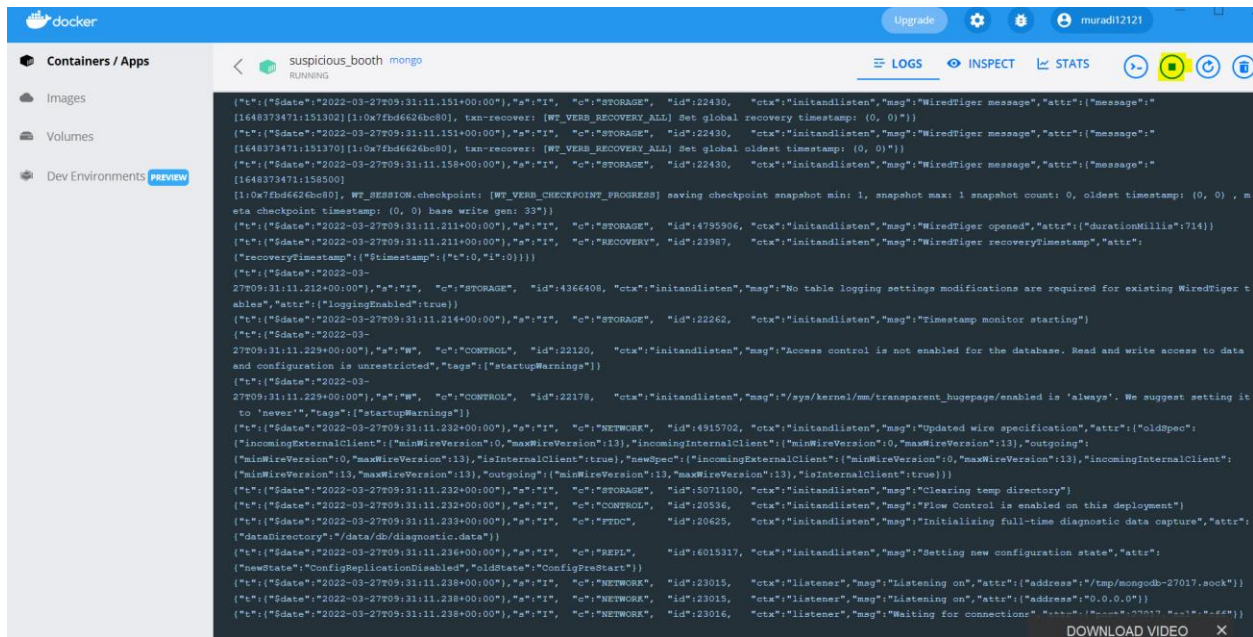 docker
Upgrade
muradi12121
Containers / Apps
Images
Volumes
Dev Environments PREVIEW
suspicious_booth mongo
RUNNING
LOGS INSPECT STATS
{"t":{"$date":"2022-03-27T09:31:11.151+00:00"},"s":"I", "c":"STORAGE", "id":22430, "ctx":"initandlisten","msg":"WiredTiger message","attr":{"message":"
[1648373471:151302][1:0x7fbd6626bc80], txn-recover: [WT_VERB_RECOVERY_ALL] Set global recovery timestamp: (0, 0)"}}
{"t":{"$date":"2022-03-27T09:31:11.151+00:00"},"s":"I", "c":"STORAGE", "id":22430, "ctx":"initandlisten","msg":"WiredTiger message","attr":{"message":"
[1648373471:151370][1:0x7fbd6626bc80], txn-recover: [WT_VERB_RECOVERY_ALL] Set global oldest timestamp: (0, 0)"}}
{"t":{"$date":"2022-03-27T09:31:11.158+00:00"},"s":"I", "c":"STORAGE", "id":22430, "ctx":"initandlisten","msg":"WiredTiger message","attr":{"message":"
[1648373471:158500]
[1:0x7fbd6626bc80], WT_SESSION.checkpoint: [WT_VERB_CHECKPOINT_PROGRESS] saving checkpoint snapshot min: 1, snapshot max: 1 snapshot count: 0, oldest timestamp: (0, 0) , m
eta checkpoint timestamp: (0, 0) base write gen: 33"}}
{"t":{"$date":"2022-03-27T09:31:11.211+00:00"},"s":"I", "c":"STORAGE", "id":4795906, "ctx":"initandlisten","msg":"WiredTiger opened","attr":{"durationMillis":714}}
{"t":{"$date":"2022-03-27T09:31:11.211+00:00"},"s":"I", "c":"RECOVERY", "id":23987, "ctx":"initandlisten","msg":"WiredTiger recoveryTimestamp","attr":
{"recoveryTimestamp":{"$timestamp":{"t":0,"i":0}}}}
{"t":{"$date":"2022-03-
27T09:31:11.212+00:00"},"s":"I", "c":"STORAGE", "id":4366408, "ctx":"initandlisten","msg":"No table logging settings modifications are required for existing WiredTiger t
ables","attr":{"loggingEnabled":true}}
{"t":{"$date":"2022-03-27T09:31:11.214+00:00"},"s":"I", "c":"STORAGE", "id":22262, "ctx":"initandlisten","msg":"Timestamp monitor starting"}
{"t":{"$date":"2022-03-
27T09:31:11.229+00:00"},"s":"W", "c":"CONTROL", "id":22120, "ctx":"initandlisten","msg":"Access control is not enabled for the database. Read and write access to data
and configuration is unrestricted","tags":["startupWarnings"]}
{"t":{"$date":"2022-03-
27T09:31:11.229+00:00"},"s":"W", "c":"CONTROL", "id":22178, "ctx":"initandlisten","msg":"/sys/kernel/mm/transparent_hugepage/enabled is 'always'. We suggest setting it
to 'never'","tags":["startupWarnings"]}
{"t":{"$date":"2022-03-27T09:31:11.232+00:00"},"s":"I", "c":"NETWORK", "id":4915702, "ctx":"initandlisten","msg":"Updated wire specification","attr":{"oldSpec":
{"incomingExternalClient":{"minWireVersion":0,"maxWireVersion":13},"incomingInternalClient":{"minWireVersion":0,"maxWireVersion":13},"outgoing":
{"minWireVersion":0,"maxWireVersion":13},"isInternalClient":true},"newSpec":{"incomingExternalClient":{"minWireVersion":0,"maxWireVersion":13},"incomingInternalClient":
{"minWireVersion":13,"maxWireVersion":13},"outgoing":{"minWireVersion":13,"maxWireVersion":13},"isInternalClient":true}}}
{"t":{"$date":"2022-03-27T09:31:11.232+00:00"},"s":"I", "c":"STORAGE", "id":5071100, "ctx":"initandlisten","msg":"Clearing temp directory"}
{"t":{"$date":"2022-03-27T09:31:11.232+00:00"},"s":"I", "c":"CONTROL", "id":20536, "ctx":"initandlisten","msg":"Flow Control is enabled on this deployment"}
{"t":{"$date":"2022-03-27T09:31:11.233+00:00"},"s":"I", "c":"FTDC", "id":20625, "ctx":"initandlisten","msg":"Initializing full-time diagnostic data capture","attr":
{"dataDirectory":"/data/db/diagnostic.data"}}
{"t":{"$date":"2022-03-27T09:31:11.236+00:00"},"s":"I", "c":"REPL", "id":6015317, "ctx":"initandlisten","msg":"Setting new configuration state","attr":
{"newState":"ConfigReplicationDisabled","oldState":"ConfigPreStart"}}
{"t":{"$date":"2022-03-27T09:31:11.238+00:00"},"s":"I", "c":"NETWORK", "id":23015, "ctx":"listener","msg":"Listening on","attr":{"address":"/tmp/mongodb-27017.sock"}}
{"t":{"$date":"2022-03-27T09:31:11.238+00:00"},"s":"I", "c":"NETWORK", "id":23015, "ctx":"listener","msg":"Listening on","attr":{"address":"0.0.0.0"}}
{"t":{"$date":"2022-03-27T09:31:11.238+00:00"},"s":"I", "c":"NETWORK", "id":23016, "ctx":"listener","msg":"Waiting for connections","attr":{"port":27017,"ssl":"off"}}
DOWNLOAD VIDEO